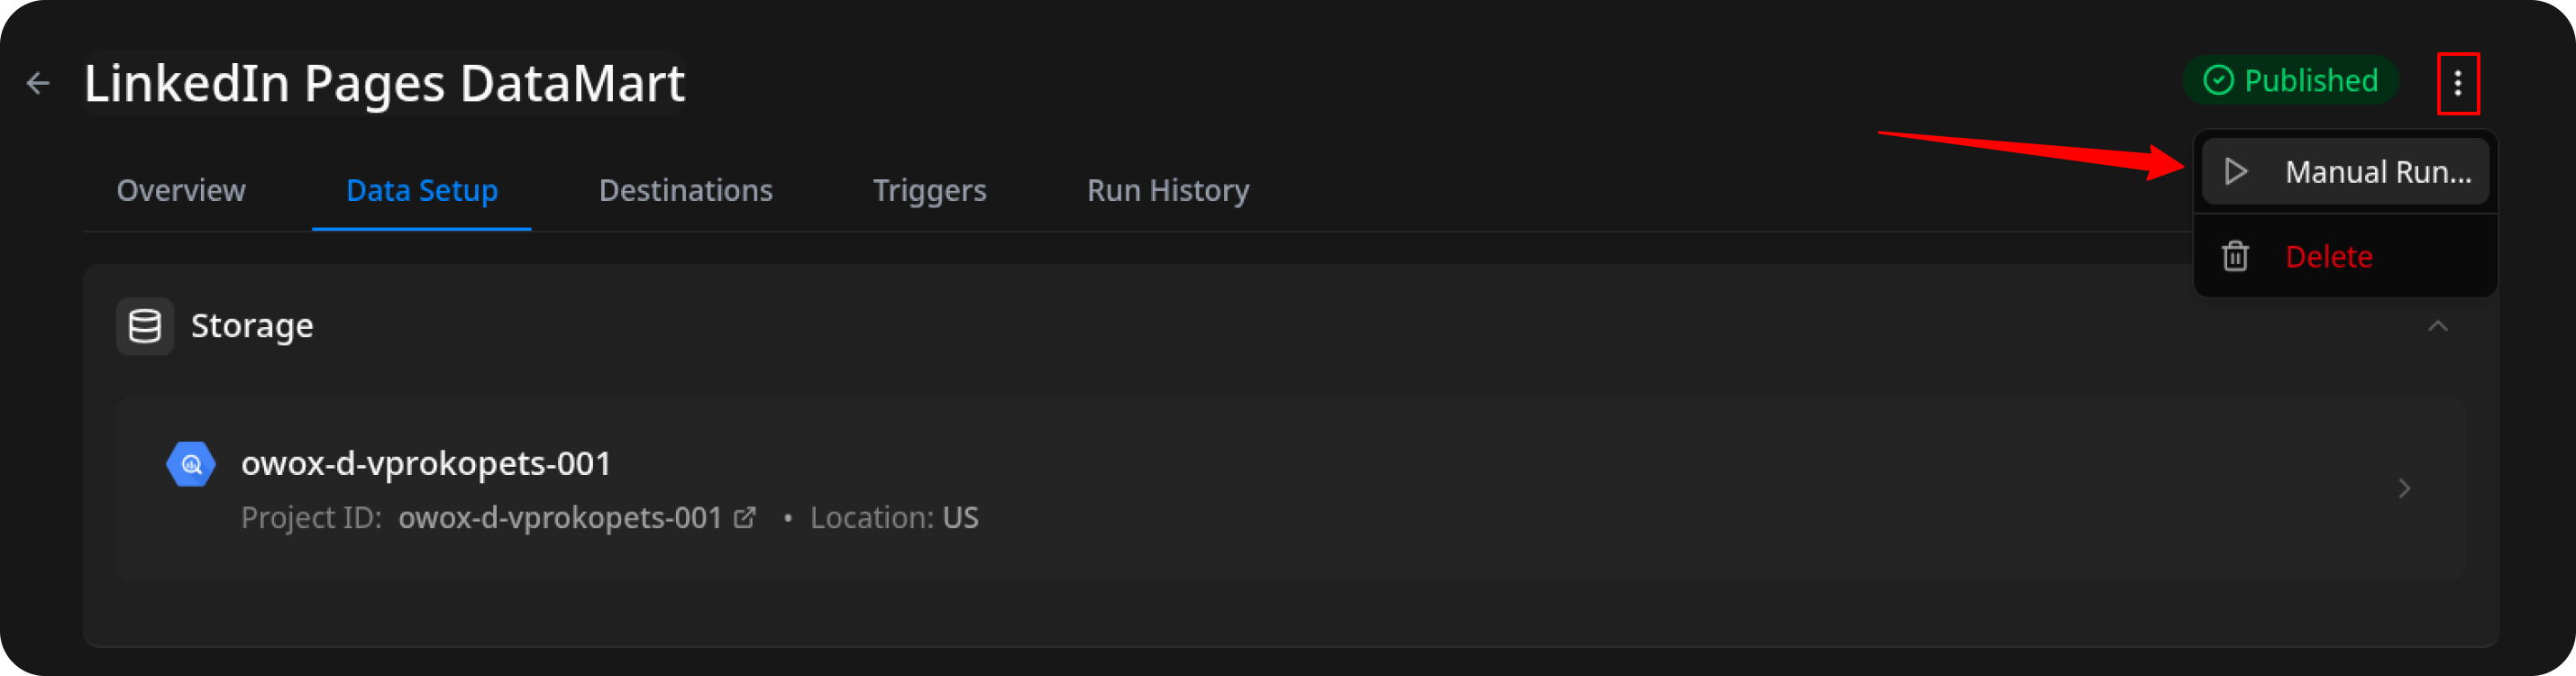 LinkedIn Pages DataMart
Published
Manual Run...
Delete
Overview Data Setup Destinations Triggers Run History
Storage
owox-d-vprokopets-001
Project ID: owox-d-vprokopets-001 • Location: US